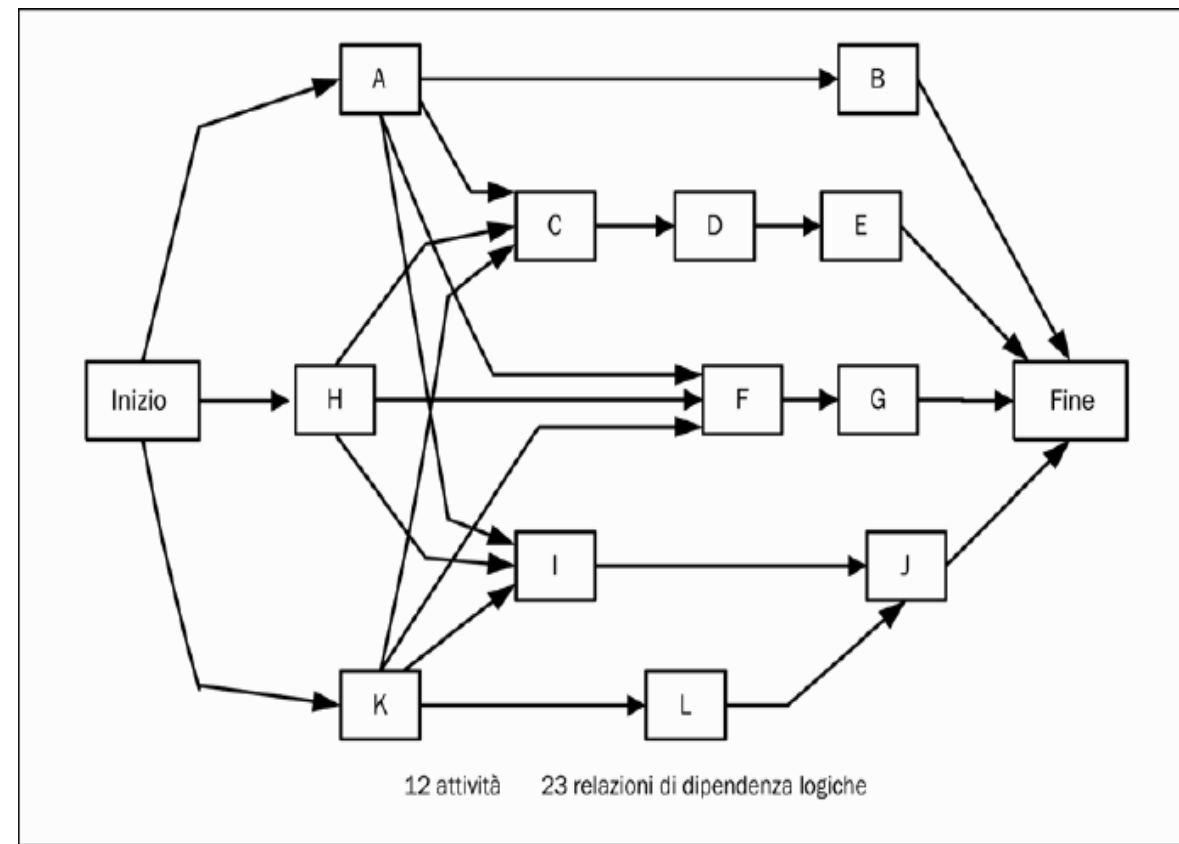 A
B
C
D
E
Inizio
H
F
G
Fine
I
J
K
L
12 attività 23 relazioni di dipendenza logiche